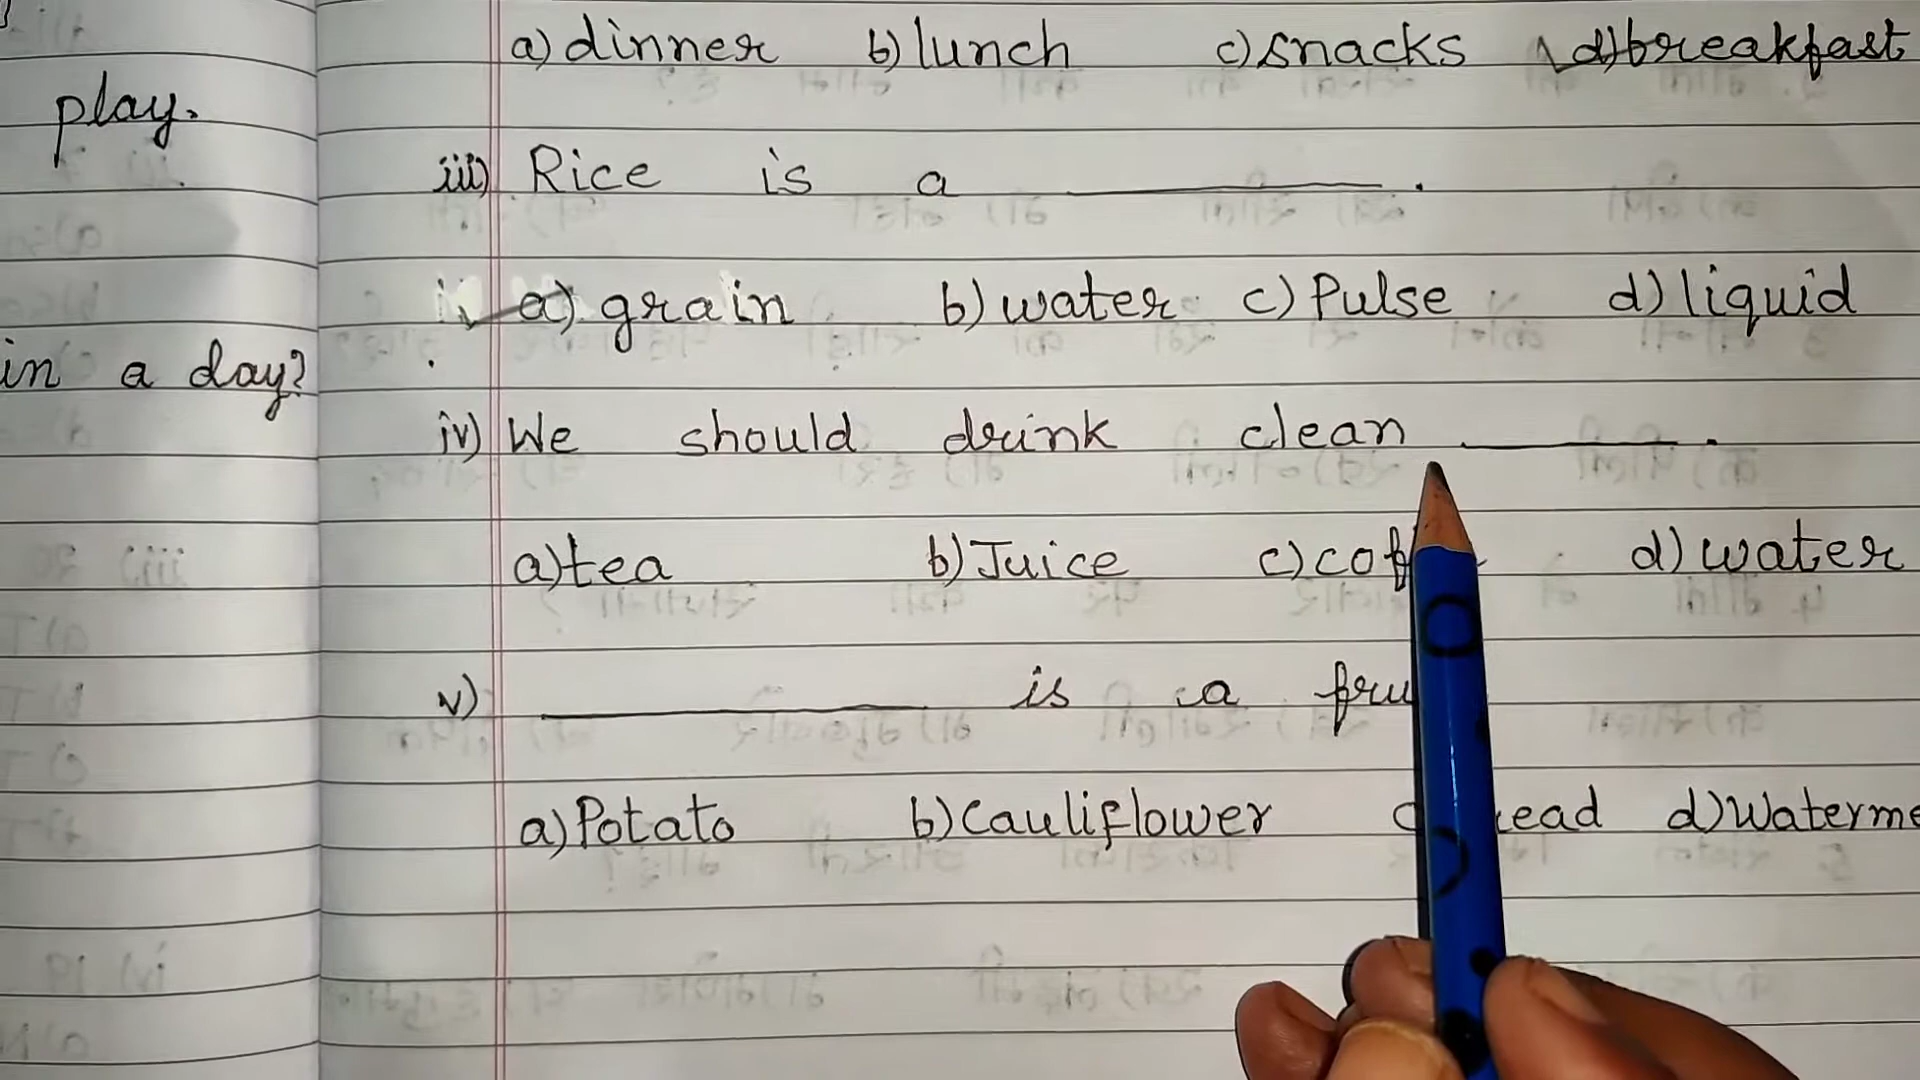 play.
in a day?
a) dinner b) lunch c) snacks d) breakfast
iii) Rice is a ________.
a) grain b) water c) Pulse d) liquid
iv) We should drink clean ________.
a) tea b) Juice c) d) water
v) ________ is a
a) Potato b) Cauliflower d)